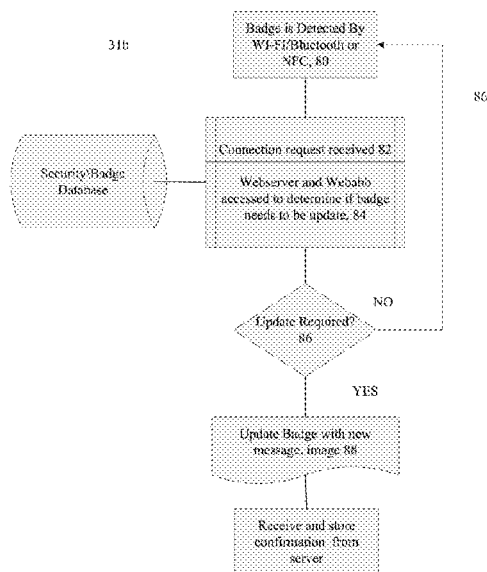 Badge is Detected By
WI-FI/Bluetooth or
NFC, 80
31b
86
Connection request received 82
Security\Badge
Database
Webserver and Webabb
accessed to determine if badge
needs to be update, 84
NO
Update Required?
86
YES
Update Badge with new
message, image 88
Receive and store
confirmation from
server